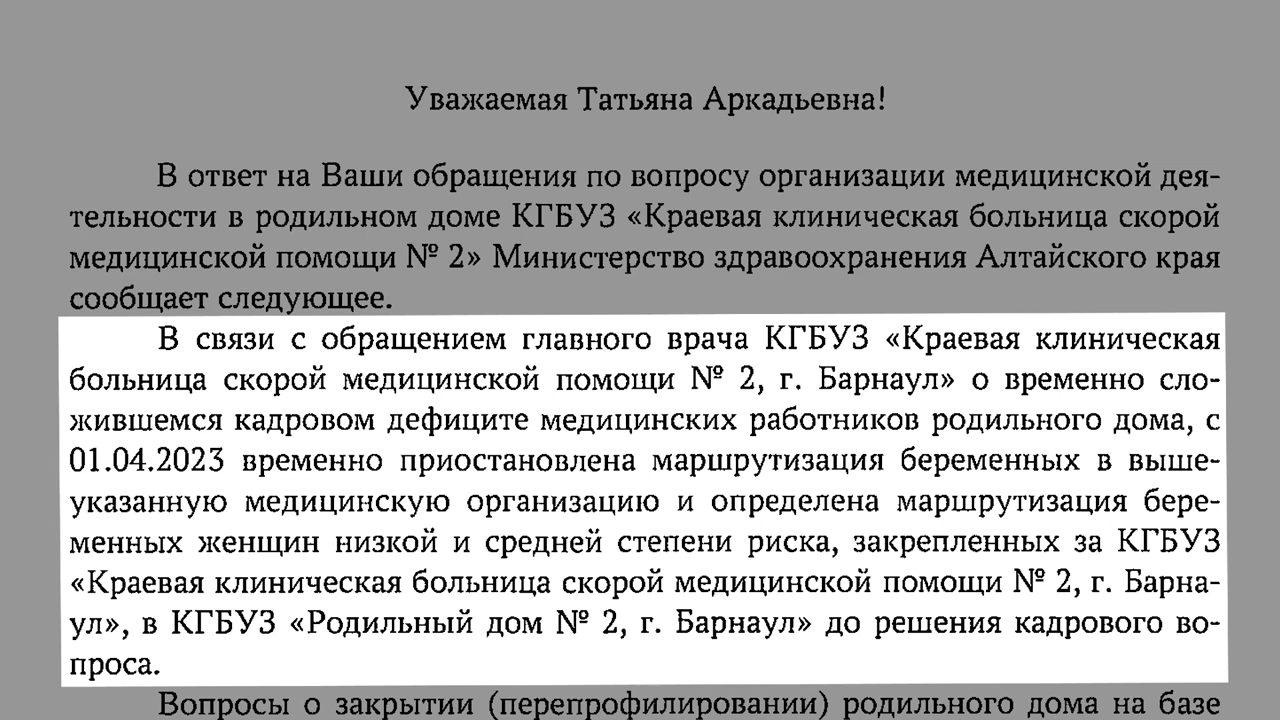 Уважаемая Татьяна Аркадьевна!
В ответ на Ваши обращения по вопросу организации медицинской дея-
тельности в родильном доме КГБУЗ «Краевая клиническая больница скорой
медицинской помощи № 2» Министерство здравоохранения Алтайского края
сообщает следующее.
В связи с обращением главного врача КГБУЗ «Краевая клиническая
больница скорой медицинской помощи № 2, г. Барнаул» о временно сло-
жившемся кадровом дефиците медицинских работников родильного дома, с
01.04.2023 временно приостановлена маршрутизация беременных в выше-
указанную медицинскую организацию и определена маршрутизация бере-
менных женщин низкой и средней степени риска, закрепленных за КГБУЗ
«Краевая клиническая больница скорой медицинской помощи № 2, г. Барна-
ул», в КГБУЗ «Родильный дом № 2, г. Барнаул» до решения кадрового во-
проса.
Вопросы о закрытии (перепрофилировании) родильного дома на базе